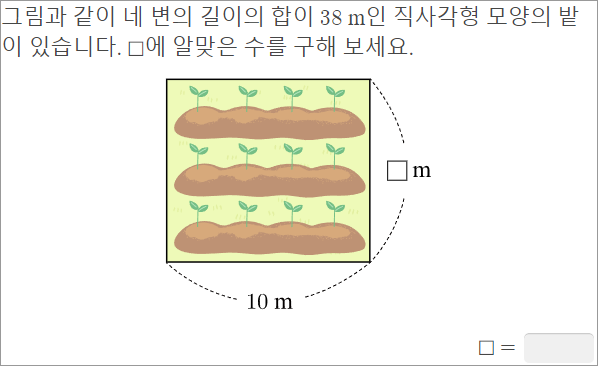 그림과 같이 네 변의 길이의 합이 38 m인 직사각형 모양의 밭
이 있습니다. □에 알맞은 수를 구해 보세요.
□ m
10 m
□ =